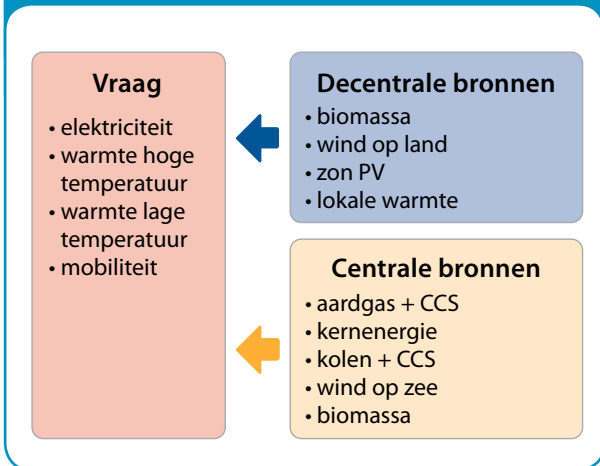 Vraag
• elektriciteit
• warmte hoge
temperatuur
• warmte lage
temperatuur
• mobiliteit
Decentrale bronnen
• biomassa
• wind op land
• zon PV
• lokale warmte
Centrale bronnen
• aardgas + CCS
• kernenergie
• kolen + CCS
• wind op zee
• biomassa